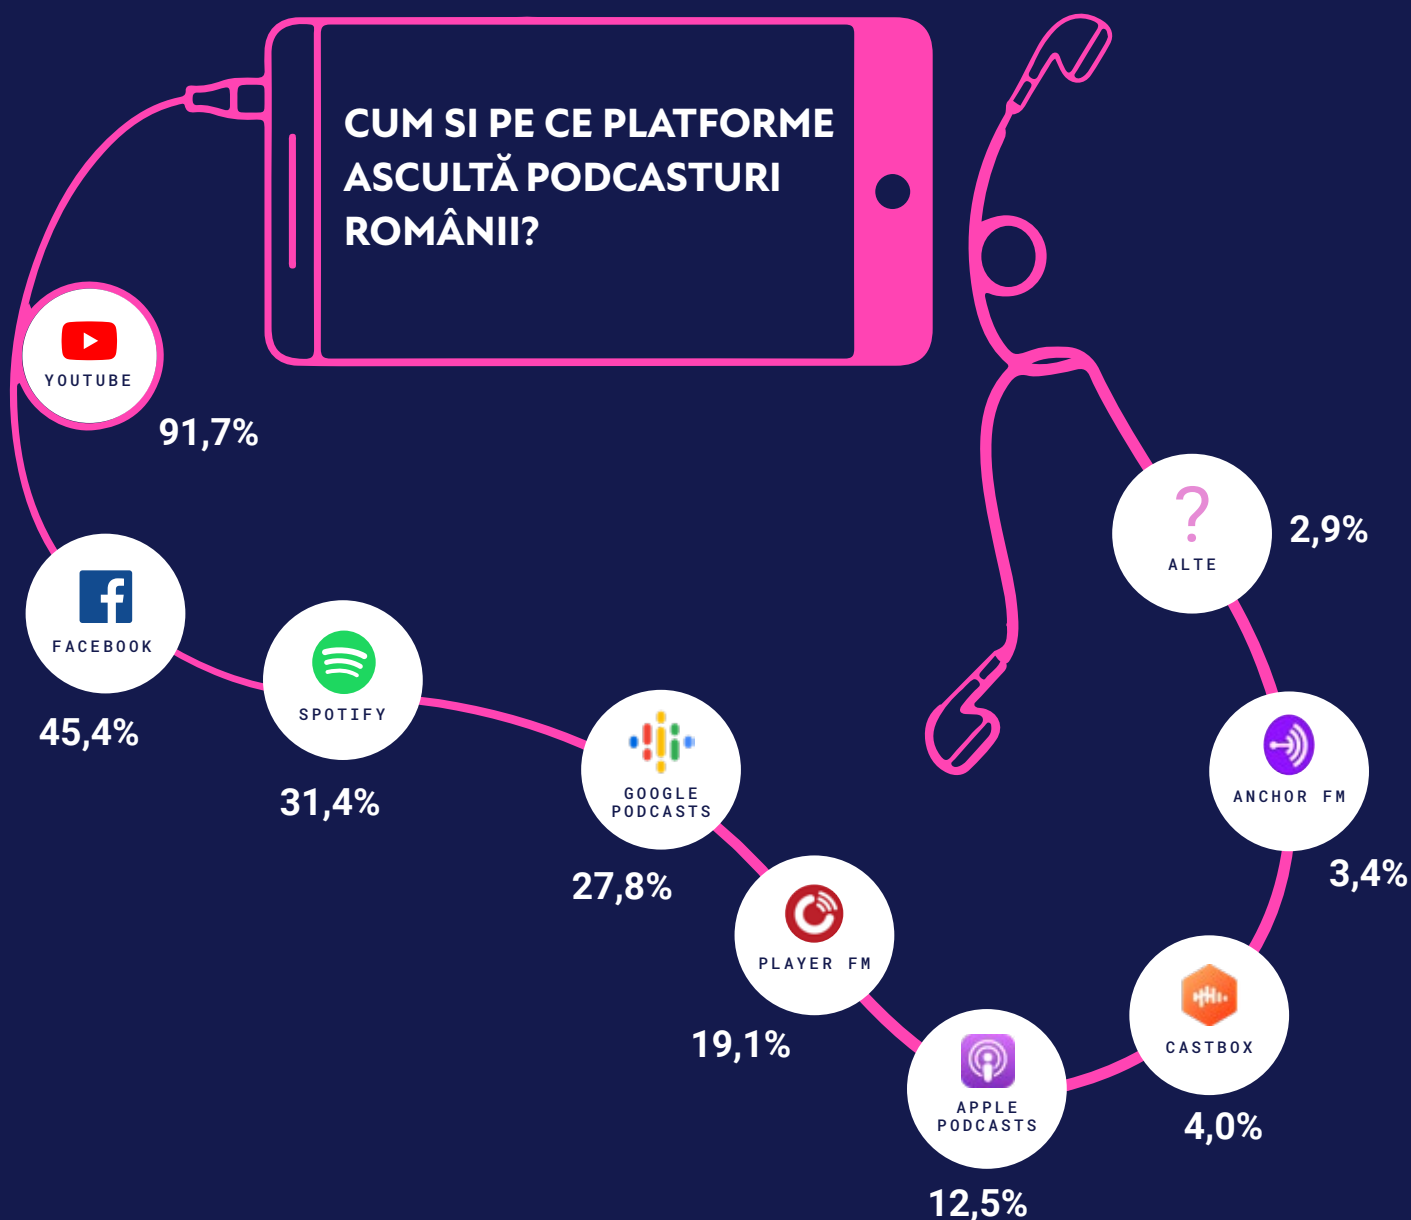 CUM SI PE CE PLATFORME
ASCULTĂ PODCASTURI
ROMÂNII?
YOUTUBE
91,7%
FACEBOOK
45,4%
SPOTIFY
31,4%
GOOGLE
PODCASTS
27,8%
PLAYER FM
19,1%
APPLE
PODCASTS
12,5%
CASTBOX
4,0%
ANCHOR FM
3,4%
?
ALTE
2,9%